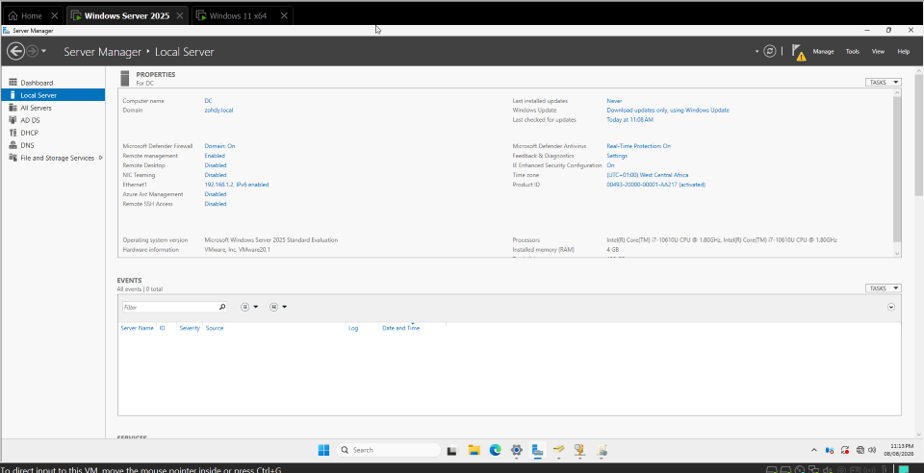 Home
Windows Server 2025
Windows 11 x64
Server Manager
Server Manager • Local Server
Manage Tools View Help
Dashboard
Local Server
All Servers
AD DS
DHCP
DNS
File and Storage Services
PROPERTIES
For DC
TASKS
Computer name DC
Domain zohdy.local
Last installed updates Never
Windows Update Download updates only, using Windows Update
Last checked for updates Today at 11:08 AM
Microsoft Defender Firewall Domain: On
Remote management Enabled
Remote Desktop Disabled
NIC Teaming Disabled
Ethernet1 192.168.1.2, IPv6 enabled
Azure Arc Management Disabled
Remote SSH Access Disabled
Microsoft Defender Antivirus Real-Time Protection: On
Feedback & Diagnostics Settings
IE Enhanced Security Configuration On
Time zone (UTC+01:00) West Central Africa
Product ID 00493-20000-00001-AA217 (activated)
Operating system version Microsoft Windows Server 2025 Standard Evaluation
Hardware information VMware, Inc. VMware20,1
Processors Intel(R) Core(TM) i7-10610U CPU @ 1.80GHz, Intel(R) Core(TM) i7-10610U CPU @ 1.80GHz
Installed memory (RAM) 4 GB
EVENTS
All events | 0 total
TASKS
Filter
Server Name ID Severity Source Log Date and Time
SERVICES
Search
11:13 PM
08/08/2026
To direct input to this VM, move the mouse pointer inside or press Ctrl+G.